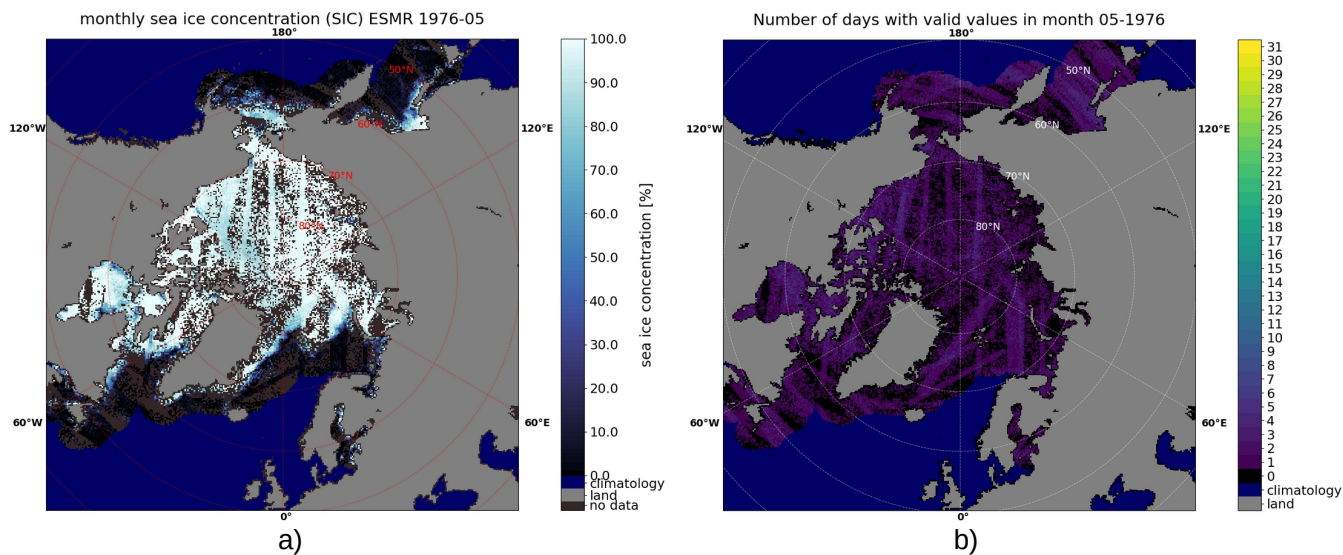 monthly sea ice concentration (SIC) ESMR 1976-05
180°
50°N
60°N
70°N
80°N
120°W
120°E
60°W
60°E
0°
100.0
90.0
80.0
70.0
60.0
50.0
40.0
30.0
20.0
10.0
0.0
climatology
land
no data
sea ice concentration [%]
a)
Number of days with valid values in month 05-1976
180°
50°N
60°N
70°N
80°N
120°W
120°E
60°W
60°E
0°
31
30
29
28
27
26
25
24
23
22
21
20
19
18
17
16
15
14
13
12
11
10
9
8
7
6
5
4
3
2
1
0
climatology
land
b)